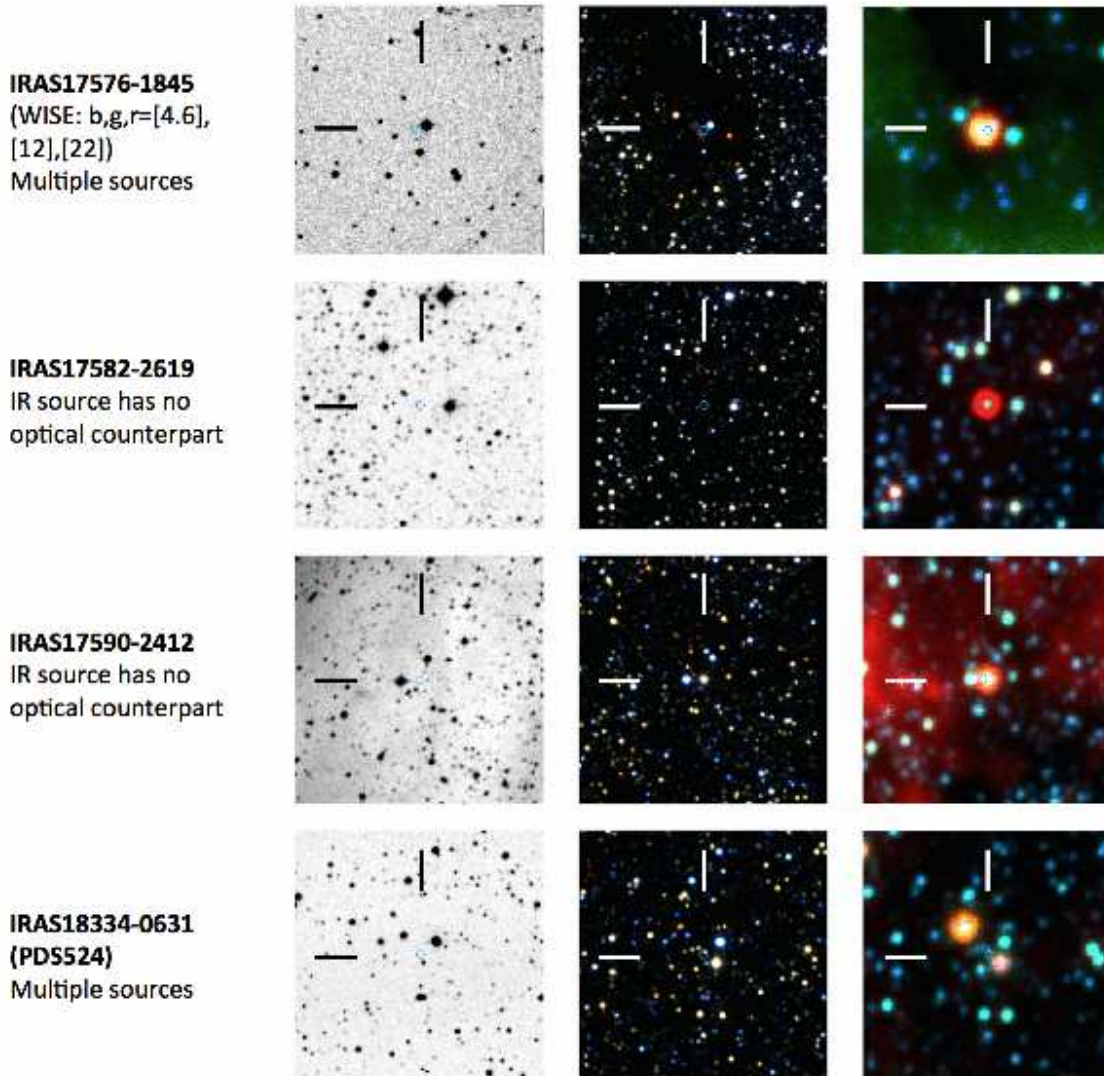 IRAS17576-1845
(WISE: b,g,r=[4.6],
[12],[22])
Multiple sources
IRAS17582-2619
IR source has no
optical counterpart
IRAS17590-2412
IR source has no
optical counterpart
IRAS18334-0631
(PDS524)
Multiple sources